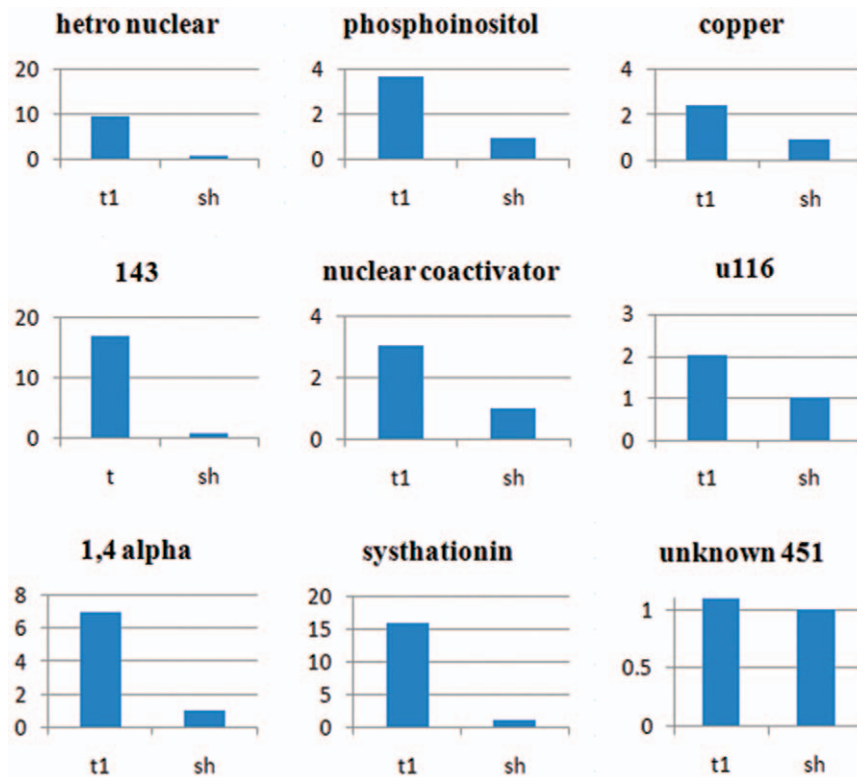 hetro nuclear
20
10
0
t1 sh
phosphoinositol
4
2
0
t1 sh
copper
4
2
0
t1 sh
143
20
10
0
t sh
nuclear coactivator
4
2
0
t1 sh
u116
3
2
1
0
t1 sh
1,4 alpha
8
6
4
2
0
t1 sh
systhationin
20
15
10
5
0
t1 sh
unknown 451
1
0.5
0
t1 sh